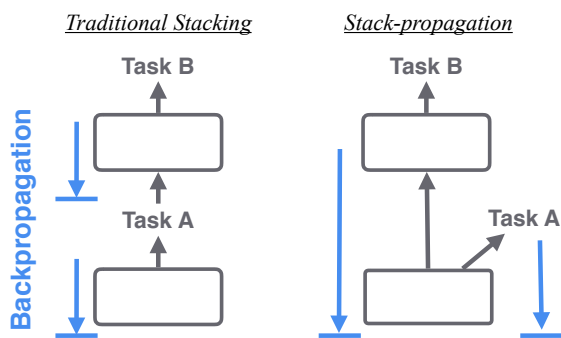 Traditional Stacking
Stack-propagation
Task B
Task B
Backpropagation
Task A
Task A